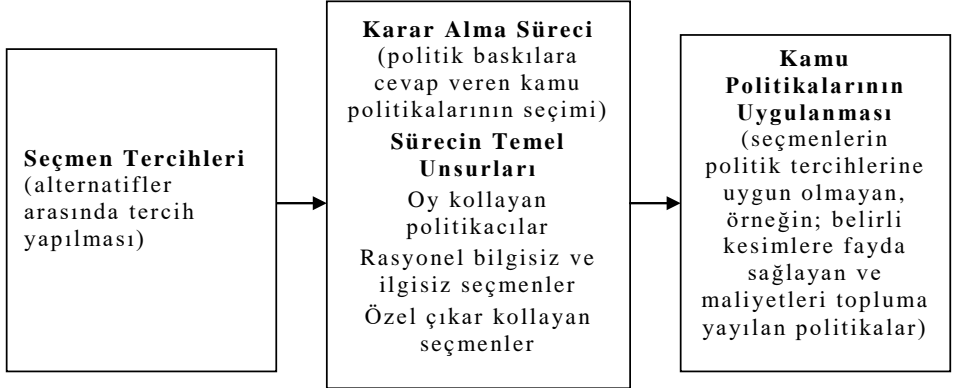 Seçmen Tercihleri
(alternatifler
arasında tercih
yapılması)
Karar Alma Süreci
(politik baskılara
cevap veren kamu
politikalarının seçimi)
Sürecin Temel
Unsurları
Oy kollayan
politikacılar
Rasyonel bilgisiz ve
ilgisiz seçmenler
Özel çıkar kollayan
seçmenler
Kamu
Politikalarının
Uygulanması
(seçmenlerin
politik tercihlerine
uygun olmayan,
örneğin; belirli
kesimlere fayda
sağlayan ve
maliyetleri topluma
yayılan politikalar)